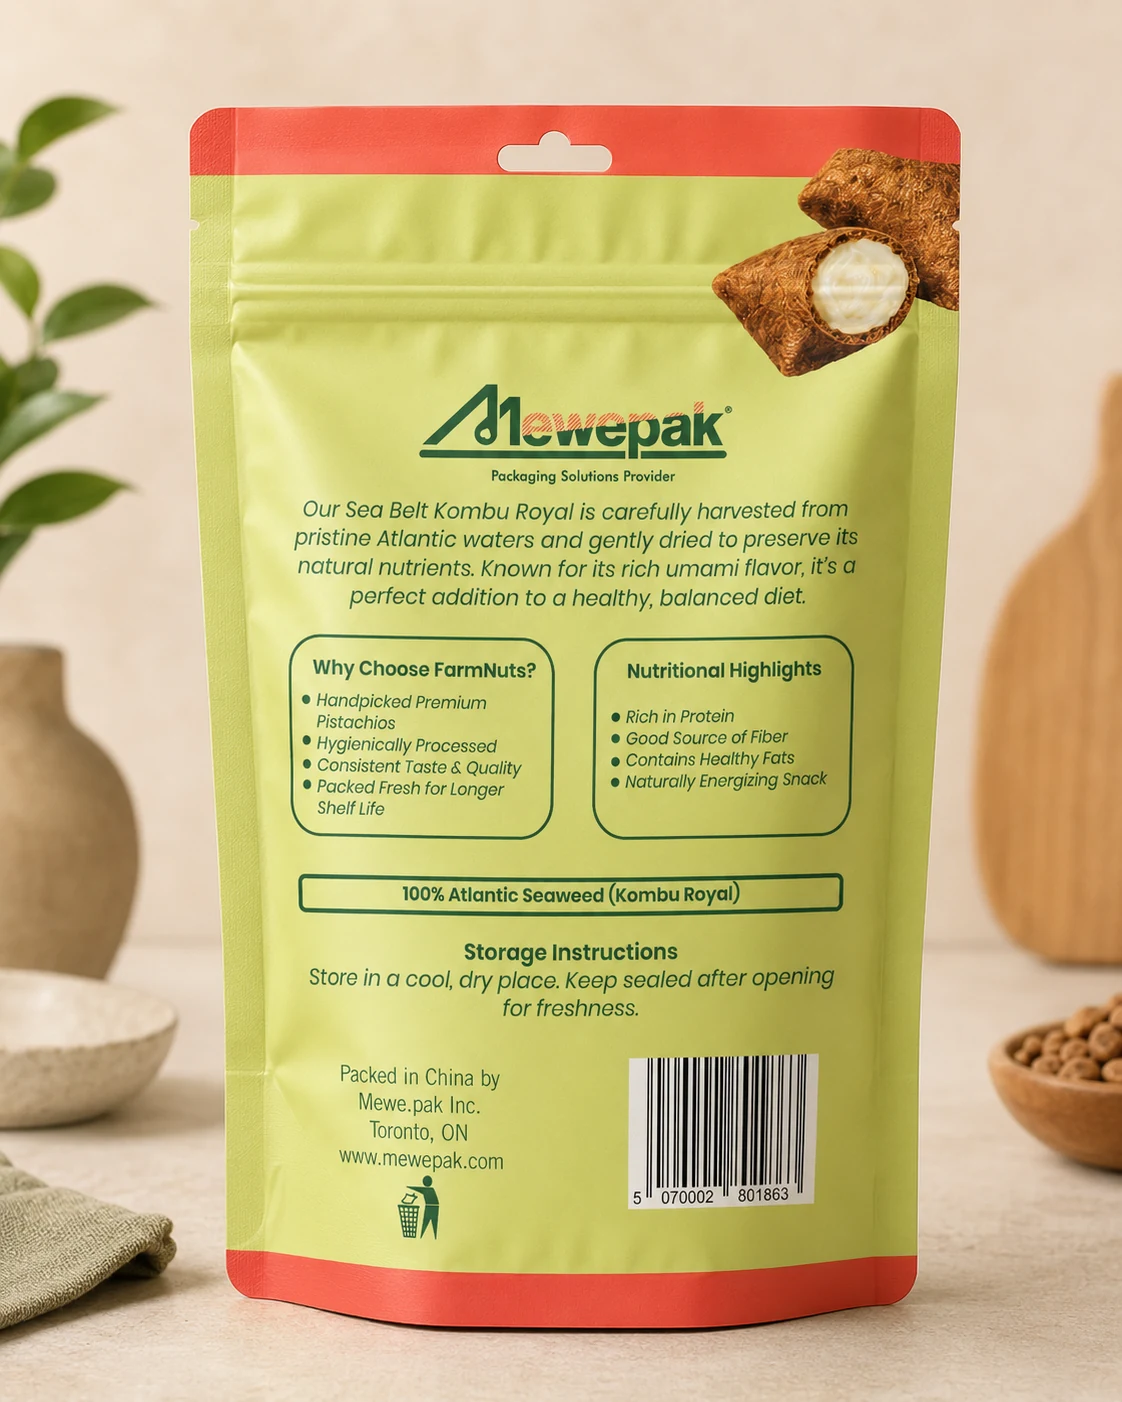 Mewepak®
Packaging Solutions Provider
Our Sea Belt Kombu Royal is carefully harvested from
pristine Atlantic waters and gently dried to preserve its
natural nutrients. Known for its rich umami flavor, it's a
perfect addition to a healthy, balanced diet.
Why Choose FarmNuts?
• Handpicked Premium
Pistachios
• Hygienically Processed
• Consistent Taste & Quality
• Packed Fresh for Longer
Shelf Life
Nutritional Highlights
• Rich in Protein
• Good Source of Fiber
• Contains Healthy Fats
• Naturally Energizing Snack
100% Atlantic Seaweed (Kombu Royal)
Storage Instructions
Store in a cool, dry place. Keep sealed after opening
for freshness.
Packed in China by
Mewe.pak Inc.
Toronto, ON
www.mewepak.com
5 070002 801863